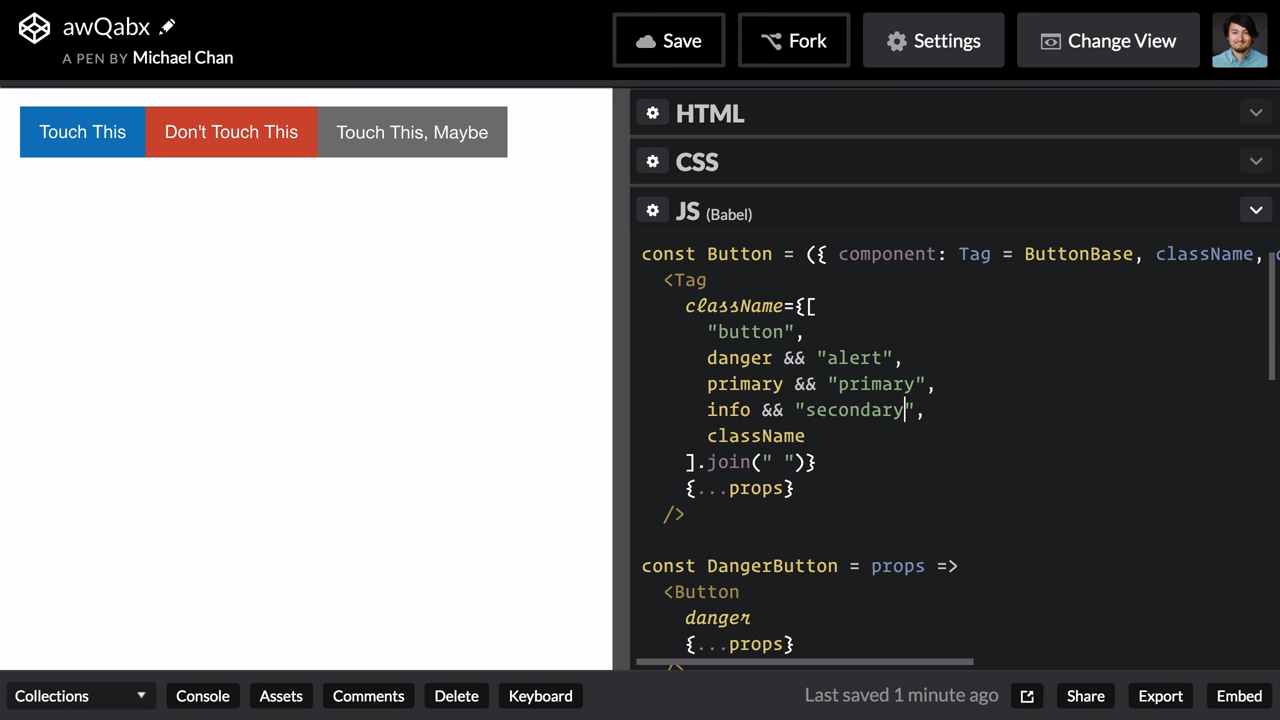 awQabx
A PEN BY Michael Chan
Save
Fork
Settings
Change View
Touch This
Don't Touch This
Touch This, Maybe
HTML
CSS
JS (Babel)
const Button = ({ component: Tag = ButtonBase, className,
<Tag
className={[
"button",
danger && "alert",
primary && "primary",
info && "secondary",
className
].join(" ")}
{...props}
/>
const DangerButton = props =>
<Button
danger
{...props}
/>
Collections
Console
Assets
Comments
Delete
Keyboard
Last saved 1 minute ago
Share
Export
Embed